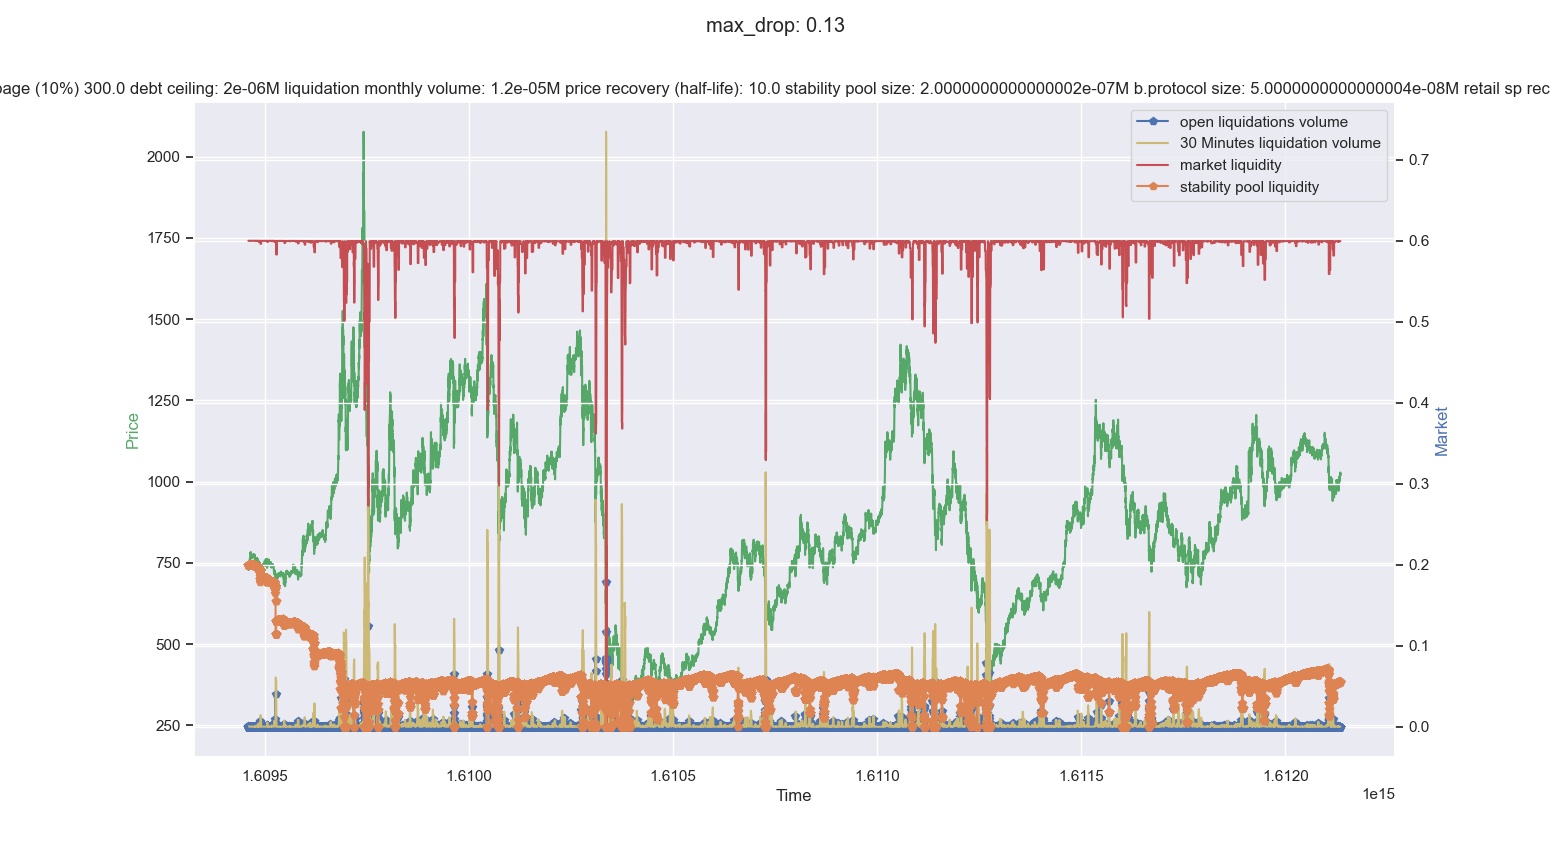 max_drop: 0.13
(10%) 300.0 debt ceiling: 2e-06M liquidation monthly volume: 1.2e-05M price recovery (half-life): 10.0 stability pool size: 2.0000000000000002e-07M b.protocol size: 5.0000000000000004e-08M retail sp rec
open liquidations volume
30 Minutes liquidation volume
market liquidity
stability pool liquidity
2000
1750
1500
1250
1000
750
500
250
Price
0.7
0.6
0.5
0.4
0.3
0.2
0.1
0.0
Market
1.6095
1.6100
1.6105
1.6110
1.6115
1.6120
1e15
Time